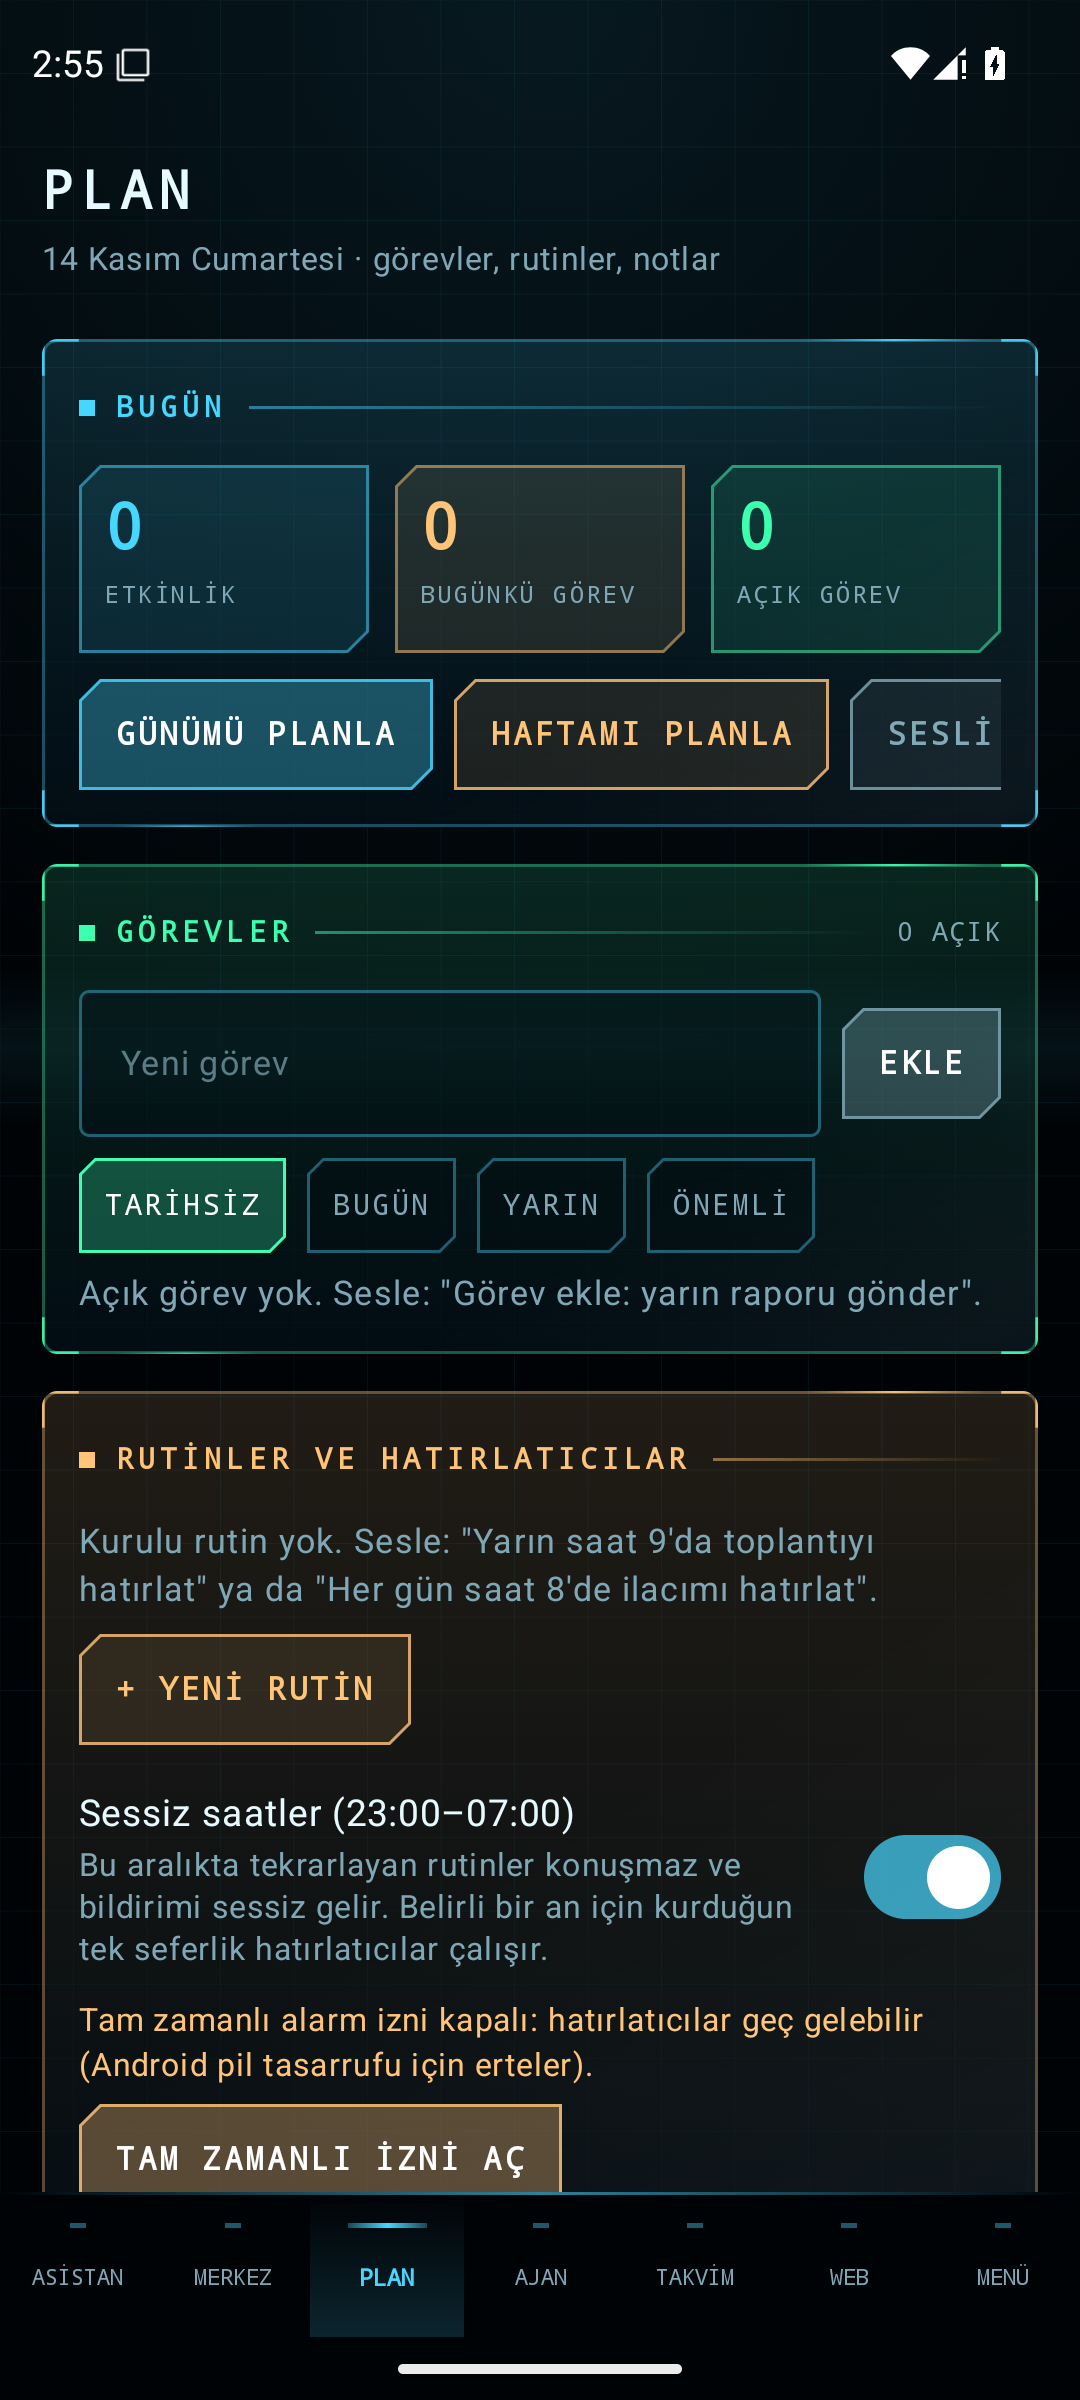 2:55
PLAN
14 Kasım Cumartesi · görevler, rutinler, notlar
BUGÜN
0
ETKİNLİK
0
BUGÜNKÜ GÖREV
0
AÇIK GÖREV
GÜNÜMÜ PLANLA
HAFTAMI PLANLA
SESLİ
GÖREVLER
0 AÇIK
Yeni görev
EKLE
TARİHSİZ
BUGÜN
YARIN
ÖNEMLİ
Açık görev yok. Sesle: "Görev ekle: yarın raporu gönder".
RUTİNLER VE HATIRLATICILAR
Kurulu rutin yok. Sesle: "Yarın saat 9'da toplantıyı
hatırlat" ya da "Her gün saat 8'de ilacımı hatırlat".
+ YENİ RUTİN
Sessiz saatler (23:00–07:00)
Bu aralıkta tekrarlayan rutinler konuşmaz ve
bildirimi sessiz gelir. Belirli bir an için kurduğun
tek seferlik hatırlatıcılar çalışır.
Tam zamanlı alarm izni kapalı: hatırlatıcılar geç gelebilir
(Android pil tasarrufu için erteler).
TAM ZAMANLI İZNİ AÇ
ASİSTAN
MERKEZ
PLAN
AJAN
TAKVİM
WEB
MENÜ